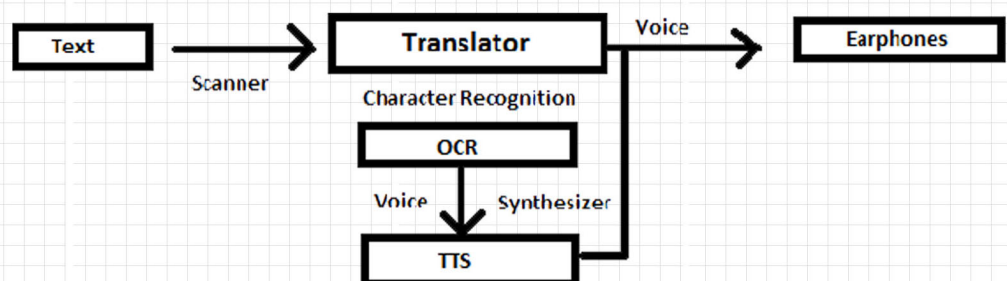 Text
Scanner
Translator
Voice
Earphones
Character Recognition
OCR
Voice Synthesizer
TTS